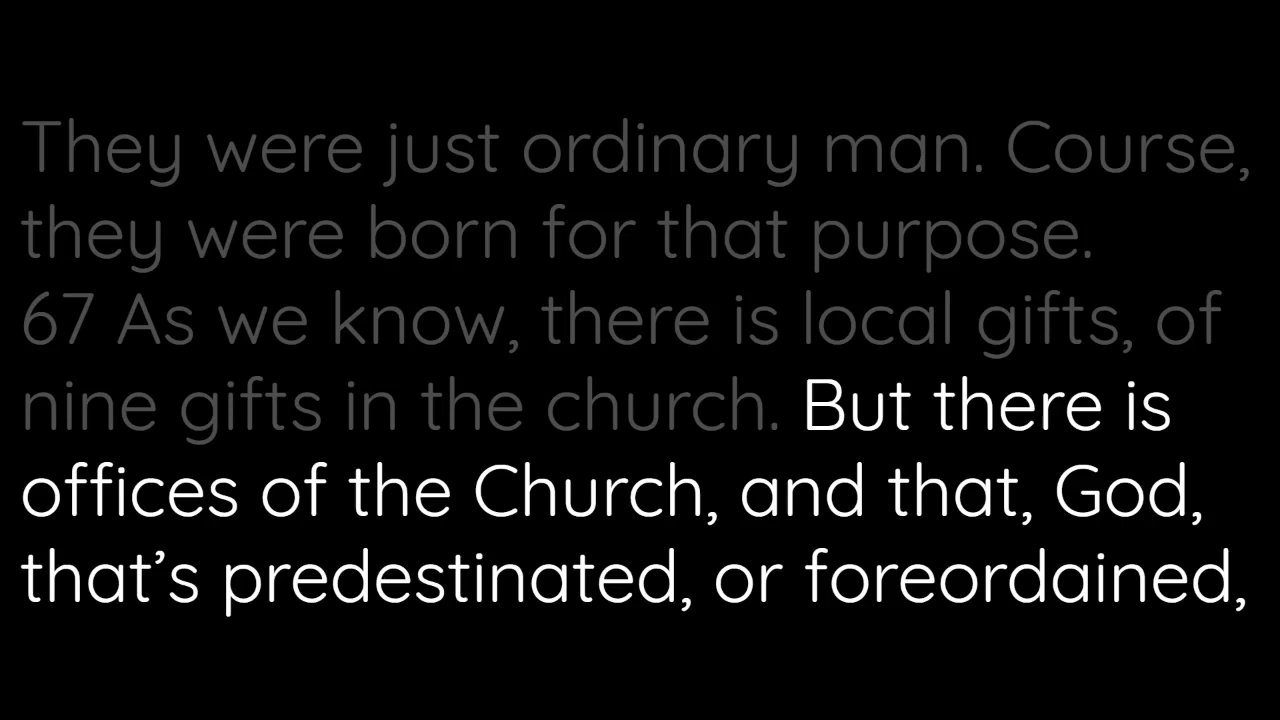 They were just ordinary man. Course,
they were born for that purpose.
67 As we know, there is local gifts, of
nine gifts in the church. But there is
offices of the Church, and that, God,
that’s predestinated, or foreordained,